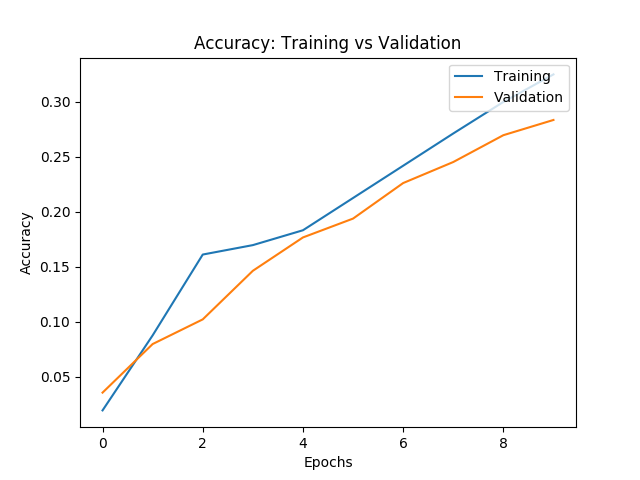 Accuracy: Training vs Validation
Training
Validation
0.30
0.25
0.20
0.15
0.10
0.05
Accuracy
0 2 4 6 8
Epochs